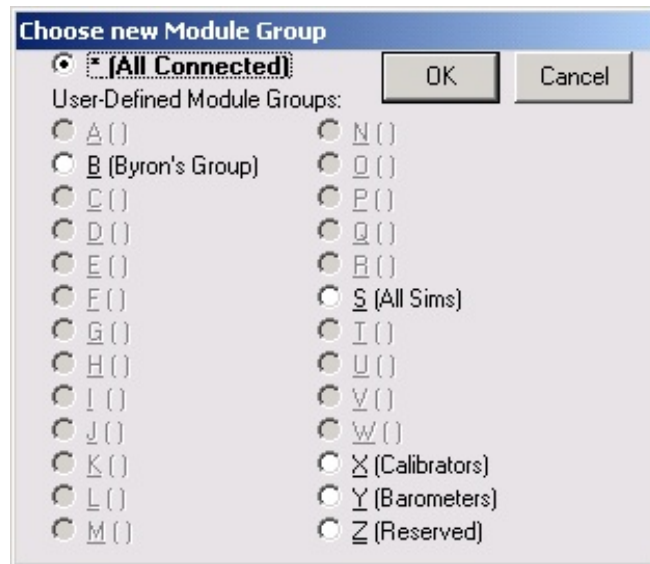 Choose new Module Group
* (All Connected)
OK
Cancel
User-Defined Module Groups:
A ( )
B (Byron's Group)
C ( )
D ( )
E ( )
F ( )
G ( )
H ( )
I ( )
J ( )
K ( )
L ( )
M ( )
N ( )
O ( )
P ( )
Q ( )
R ( )
S (All Sims)
T ( )
U ( )
V ( )
W ( )
X (Calibrators)
Y (Barometers)
Z (Reserved)